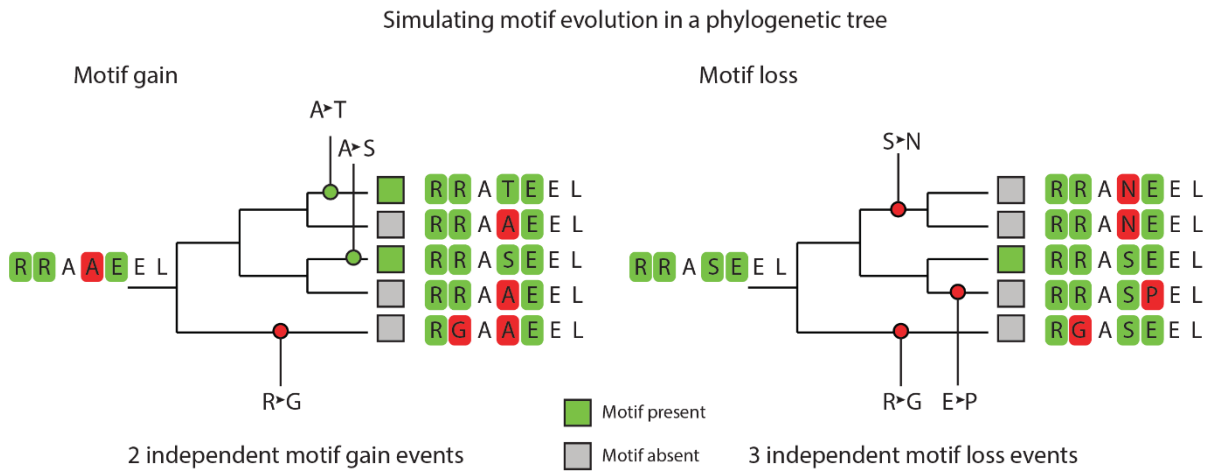 Simulating motif evolution in a phylogenetic tree
Motif gain
A➤T
A➤S
R R A A E E L
R R A T E E L
R R A A E E L
R R A S E E L
R R A A E E L
R G A A E E L
R➤G
2 independent motif gain events
Motif present
Motif absent
Motif loss
S➤N
R R A S E E L
R R A N E E L
R R A N E E L
R R A S E E L
R R A S P E L
R G A S E E L
R➤G E➤P
3 independent motif loss events